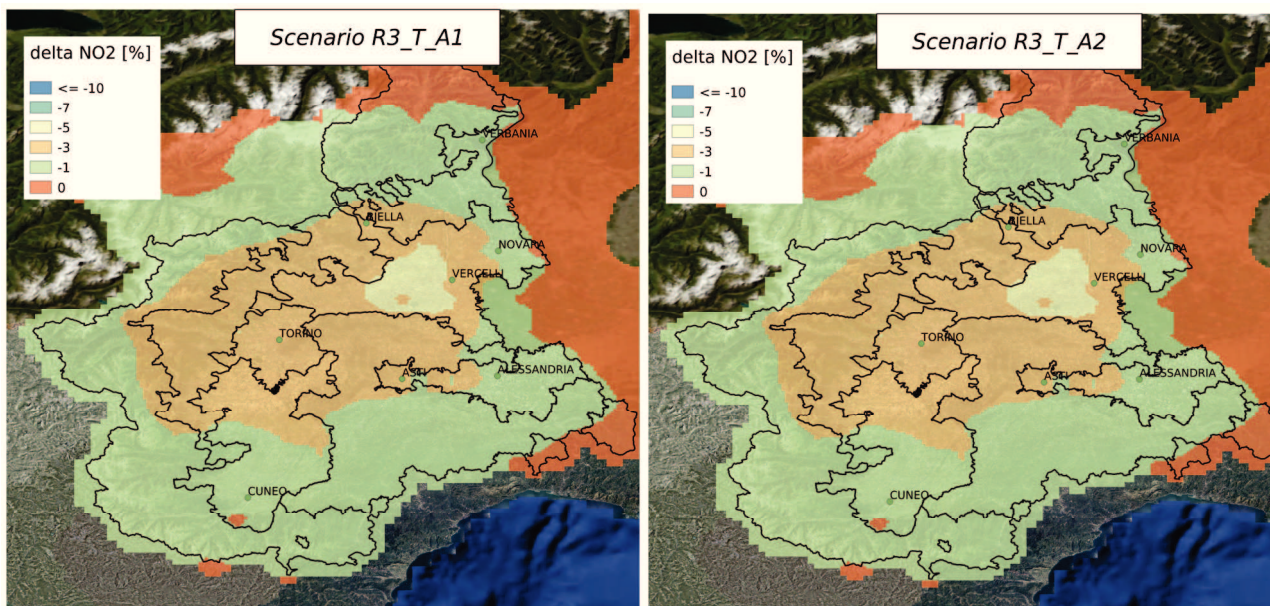 Scenario R3_T_A1
delta NO2 [%]
<= -10
-7
-5
-3
-1
0
VERBANIA
BIELLA
NOVARA
VERCELLI
TORINO
ASTI
ALESSANDRIA
CUNEO
Scenario R3_T_A2
delta NO2 [%]
<= -10
-7
-5
-3
-1
0
VERBANIA
BIELLA
NOVARA
VERCELLI
TORINO
ASTI
ALESSANDRIA
CUNEO